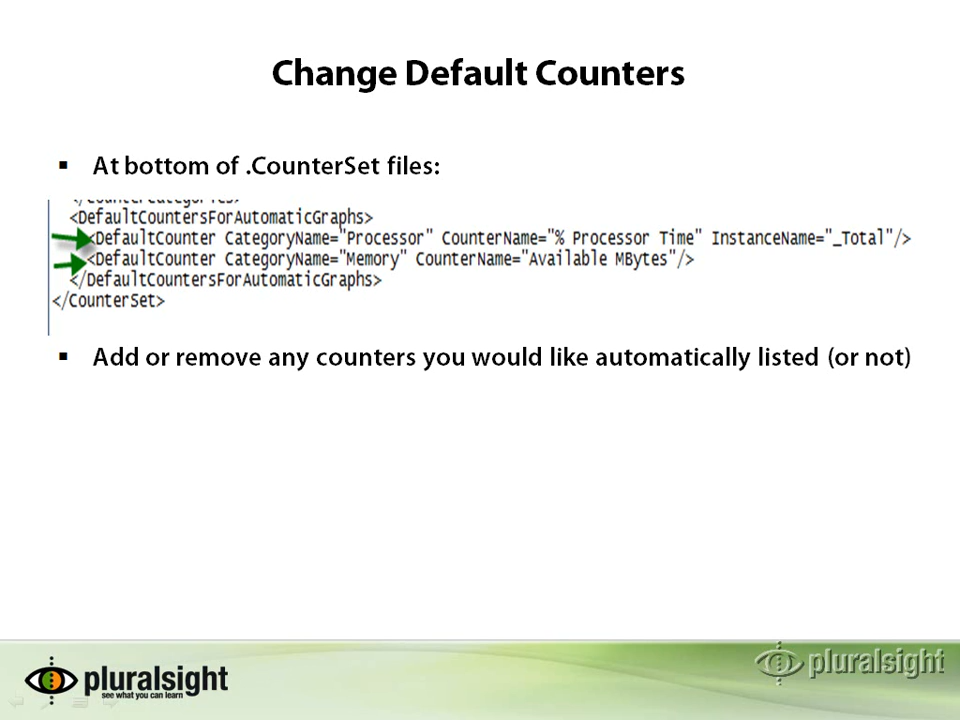 Change Default Counters
At bottom of .CounterSet files:
</CounterCategories>
<DefaultCountersForAutomaticGraphs>
<DefaultCounter CategoryName="Processor" CounterName="% Processor Time" InstanceName="_Total"/>
<DefaultCounter CategoryName="Memory" CounterName="Available MBytes"/>
</DefaultCountersForAutomaticGraphs>
</CounterSet>
Add or remove any counters you would like automatically listed (or not)
pluralsight
see what you can learn
pluralsight